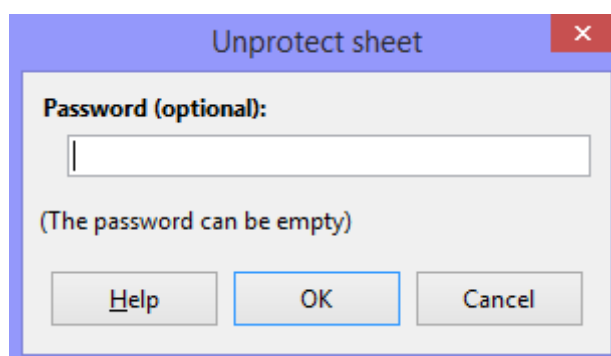 Unprotect sheet
Password (optional):
(The password can be empty)
Help OK Cancel